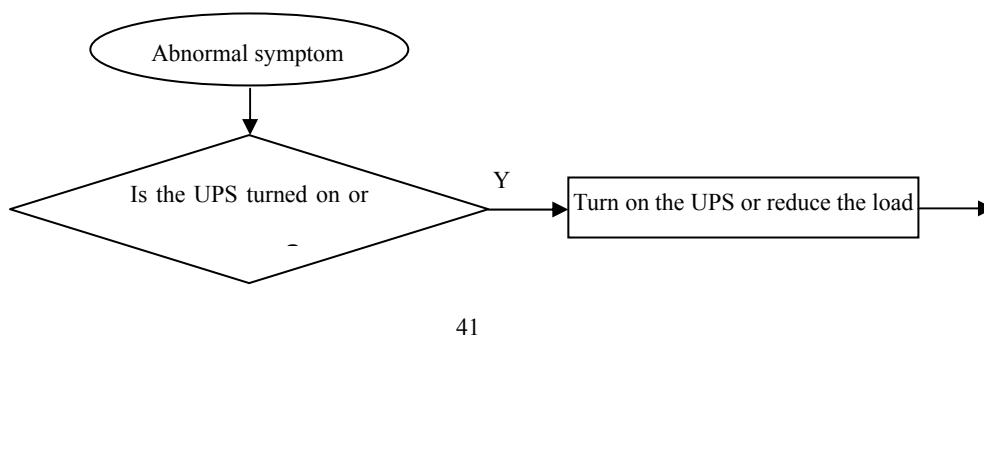 Abnormal symptom
Is the UPS turned on or
Y
Turn on the UPS or reduce the load
41